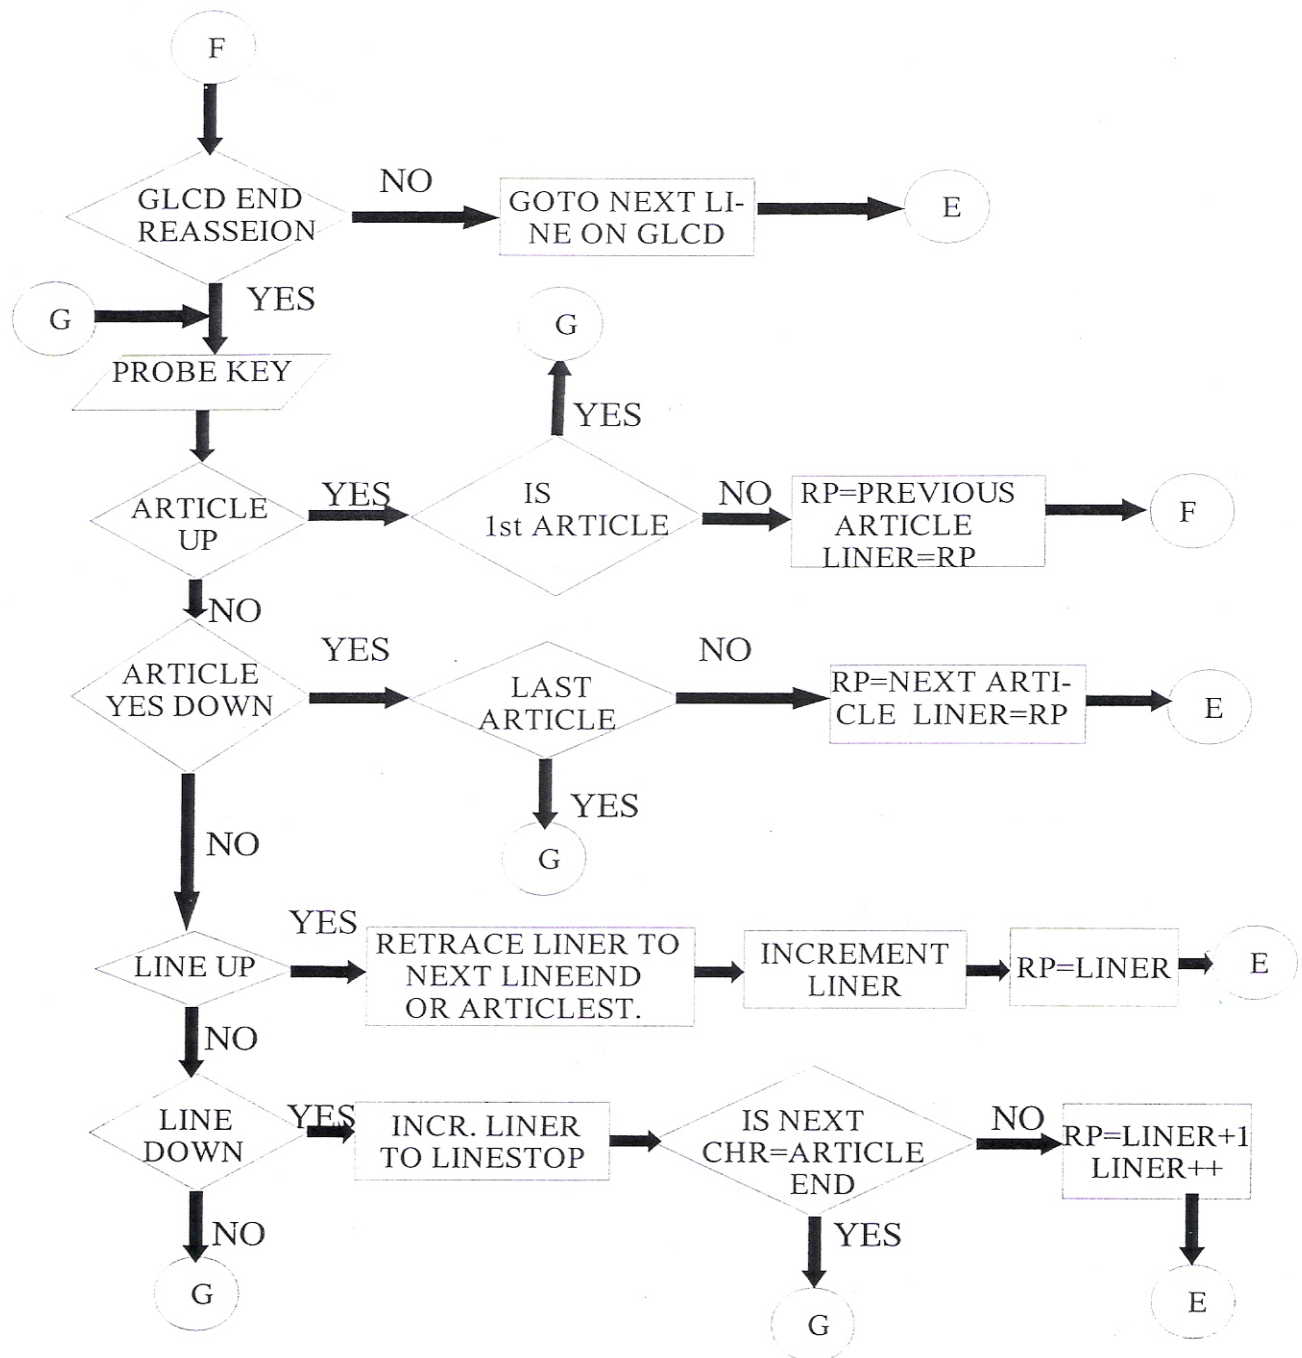 F
GLCD END
REASSEION
NO
GOTO NEXT LI-
NE ON GLCD
E
YES
G
PROBE KEY
G
YES
ARTICLE
UP
YES
IS
1st ARTICLE
NO
RP=PREVIOUS
ARTICLE
LINER=RP
F
NO
ARTICLE
YES DOWN
YES
LAST
ARTICLE
NO
RP=NEXT ARTI-
CLE LINER=RP
E
YES
G
NO
LINE UP
YES
RETRACE LINER TO
NEXT LINEEND
OR ARTICLEST.
INCREMENT
LINER
RP=LINER
E
NO
LINE
DOWN
YES
INCR. LINER
TO LINESTOP
IS NEXT
CHR=ARTICLE
END
NO
RP=LINER+1
LINER++
E
YES
G
NO
G